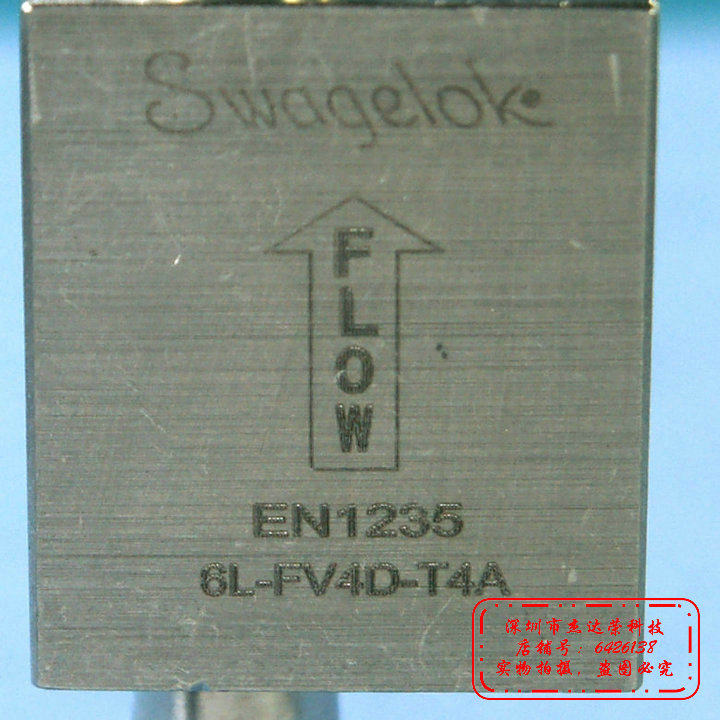 Swagelok
FLOW
EN1235
6L-FV4D-T4A
深圳市杰达荣科技
店铺号：6426138
实物拍摄，盗图必究